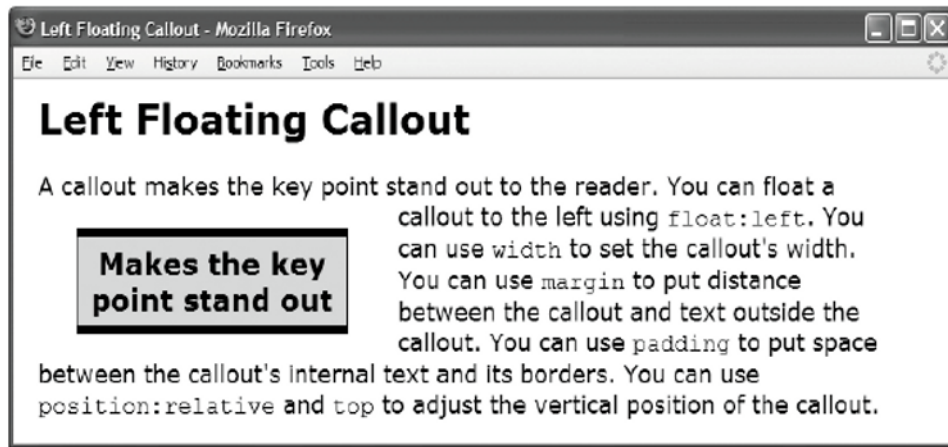 Left Floating Callout - Mozilla Firefox
File Edit View History Bookmarks Tools Help
Left Floating Callout
A callout makes the key point stand out to the reader. You can float a
callout to the left using float:left. You
can use width to set the callout's width.
Makes the key
point stand out
You can use margin to put distance
between the callout and text outside the
callout. You can use padding to put space
between the callout's internal text and its borders. You can use
position:relative and top to adjust the vertical position of the callout.